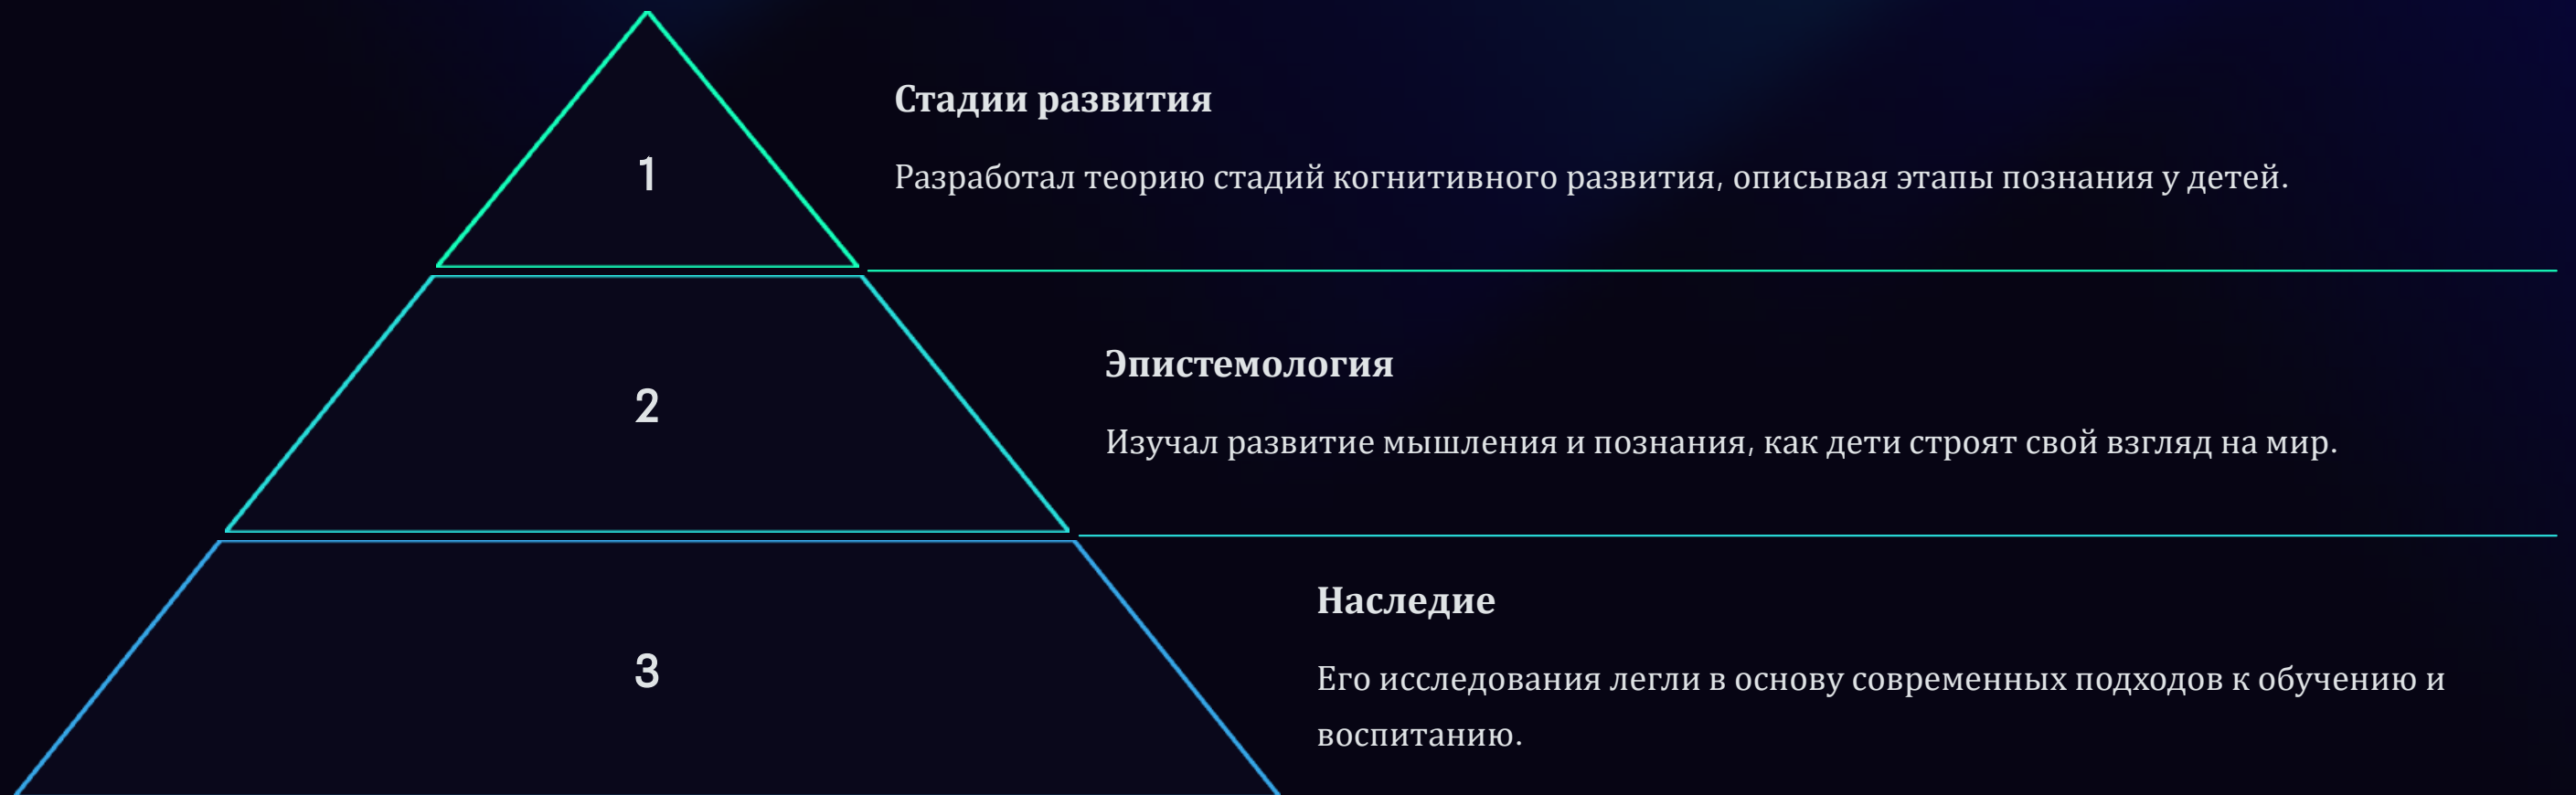 1
Стадии развития
Разработал теорию стадий когнитивного развития, описывая этапы познания у детей.
2
Эпистемология
Изучал развитие мышления и познания, как дети строят свой взгляд на мир.
3
Наследие
Его исследования легли в основу современных подходов к обучению и
воспитанию.